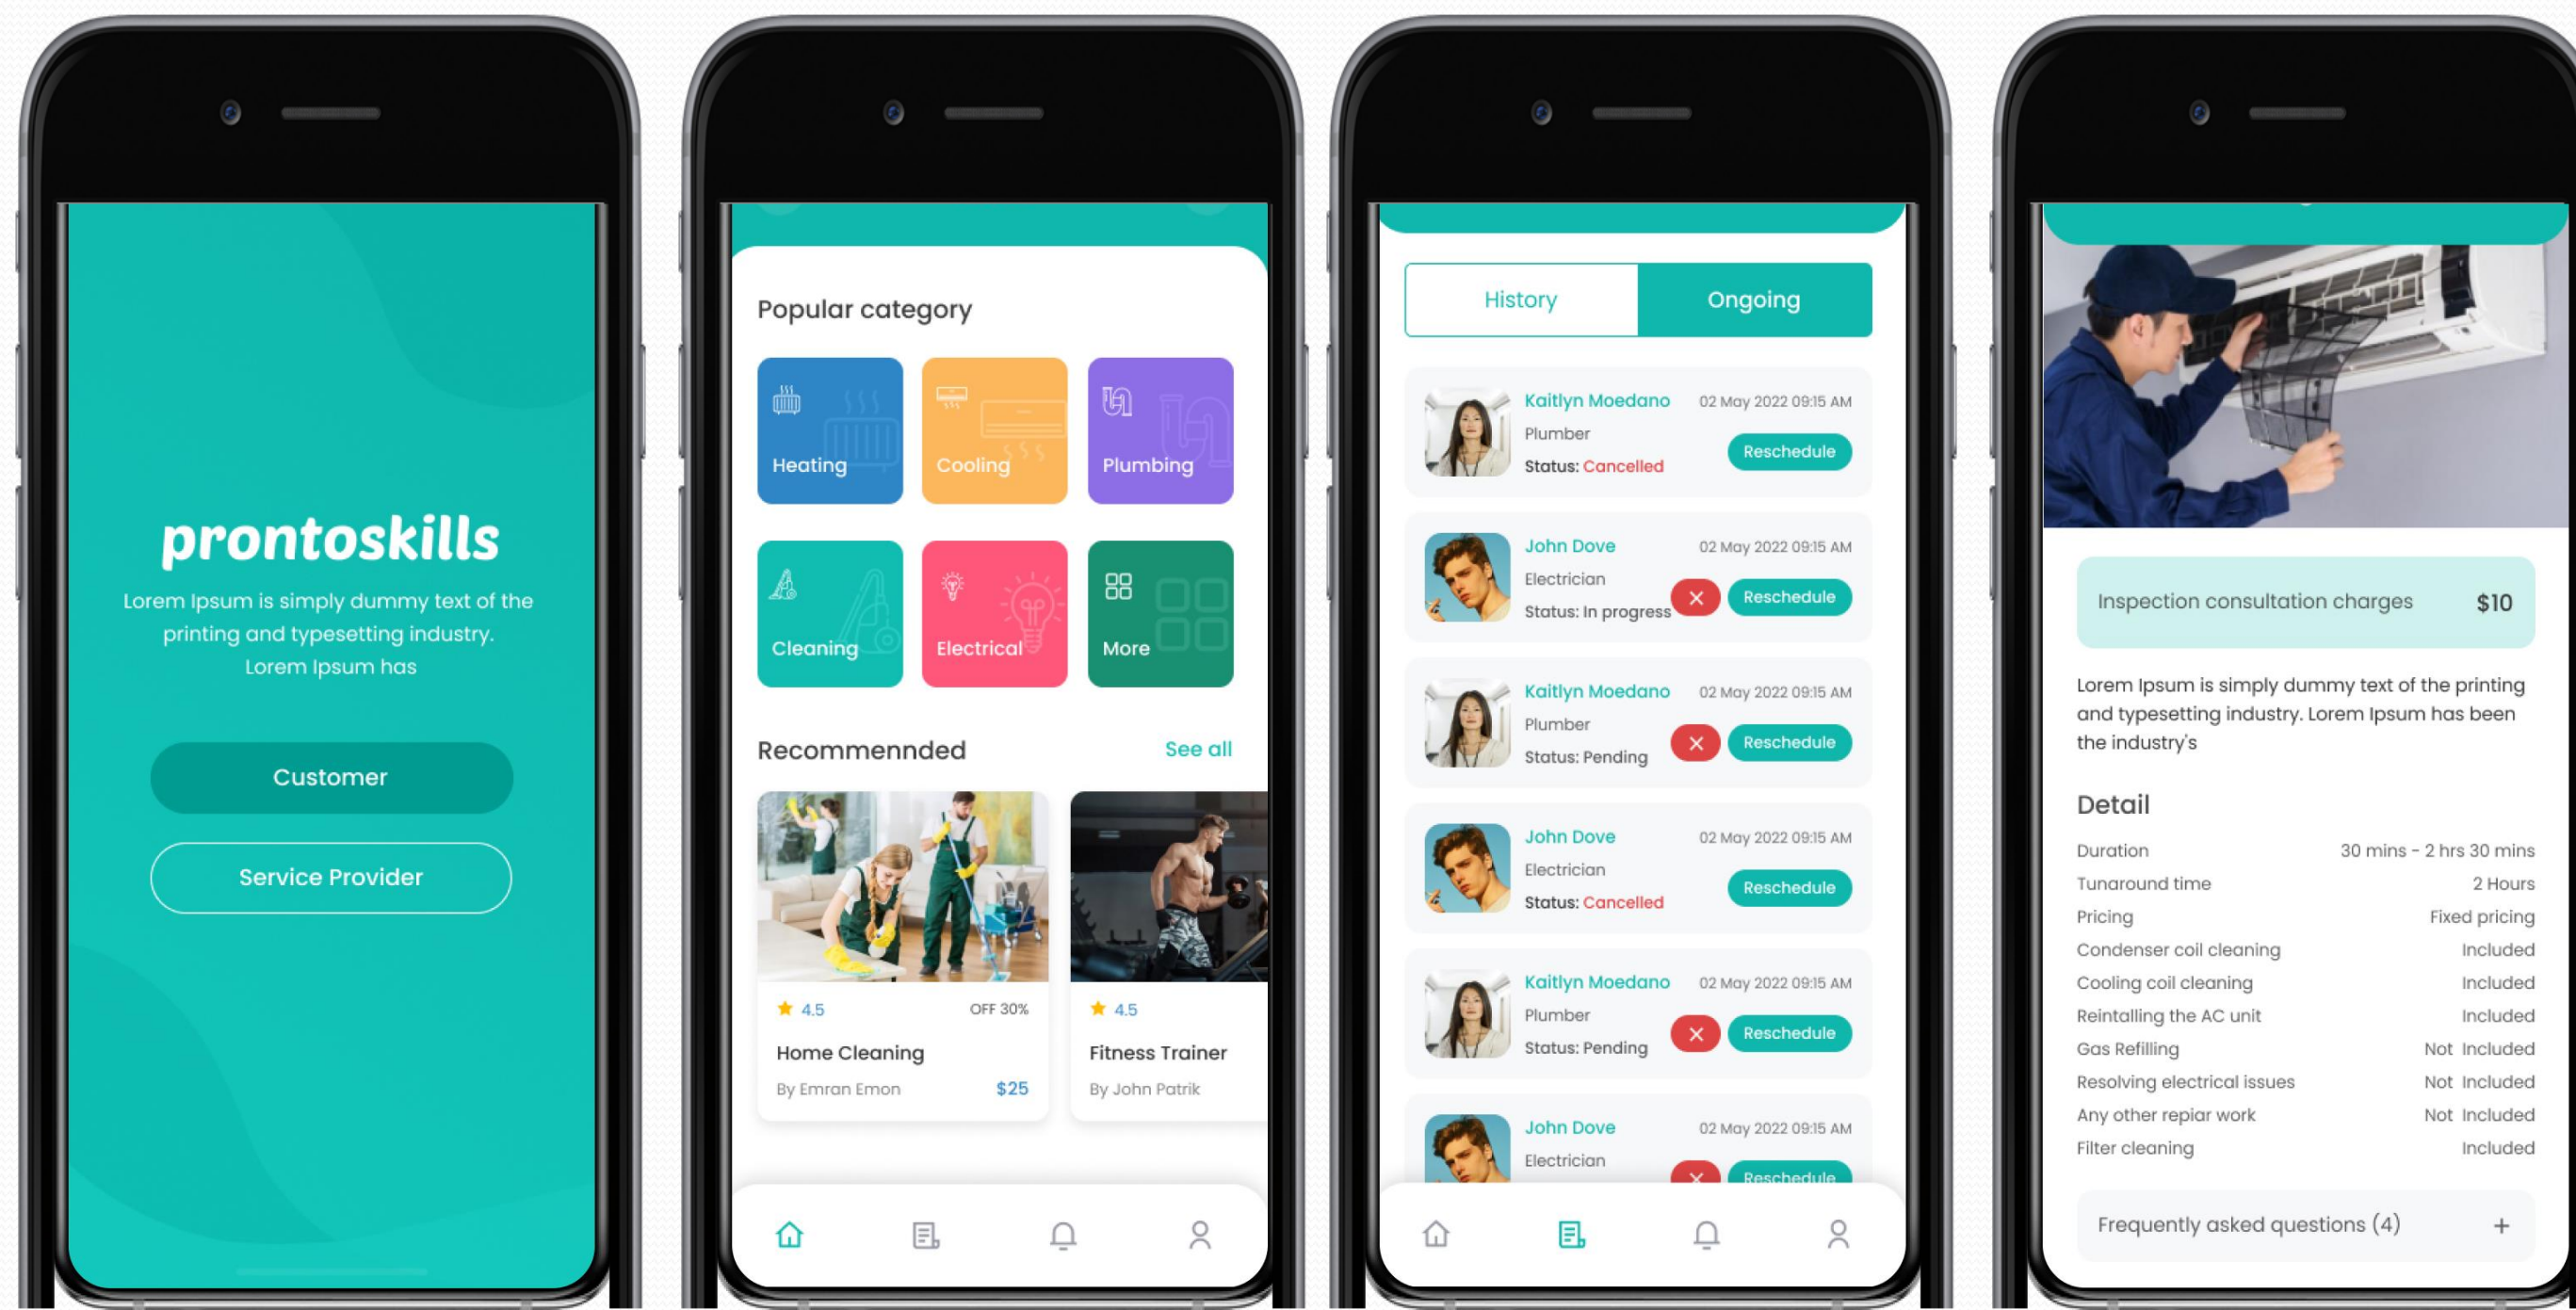 prontoskills
Lorem Ipsum is simply dummy text of the
printing and typesetting industry.
Lorem Ipsum has
Customer
Service Provider
Popular category
Heating
Cooling
Plumbing
Cleaning
Electrical
More
Recommennded See all
4.5 OFF 30%
Home Cleaning
By Emran Emon $25
4.5
Fitness Trainer
By John Patrik
History Ongoing
Kaitlyn Moedano 02 May 2022 09:15 AM
Plumber
Status: Cancelled Reschedule
John Dove 02 May 2022 09:15 AM
Electrician
Status: In progress Reschedule
Kaitlyn Moedano 02 May 2022 09:15 AM
Plumber
Status: Pending Reschedule
John Dove 02 May 2022 09:15 AM
Electrician
Status: Cancelled Reschedule
Kaitlyn Moedano 02 May 2022 09:15 AM
Plumber
Status: Pending Reschedule
John Dove 02 May 2022 09:15 AM
Electrician
Reschedule
Inspection consultation charges $10
Lorem Ipsum is simply dummy text of the printing
and typesetting industry. Lorem Ipsum has been
the industry's
Detail
Duration 30 mins - 2 hrs 30 mins
Tunaround time 2 Hours
Pricing Fixed pricing
Condenser coil cleaning Included
Cooling coil cleaning Included
Reintalling the AC unit Included
Gas Refilling Not Included
Resolving electrical issues Not Included
Any other repiar work Not Included
Filter cleaning Included
Frequently asked questions (4) +